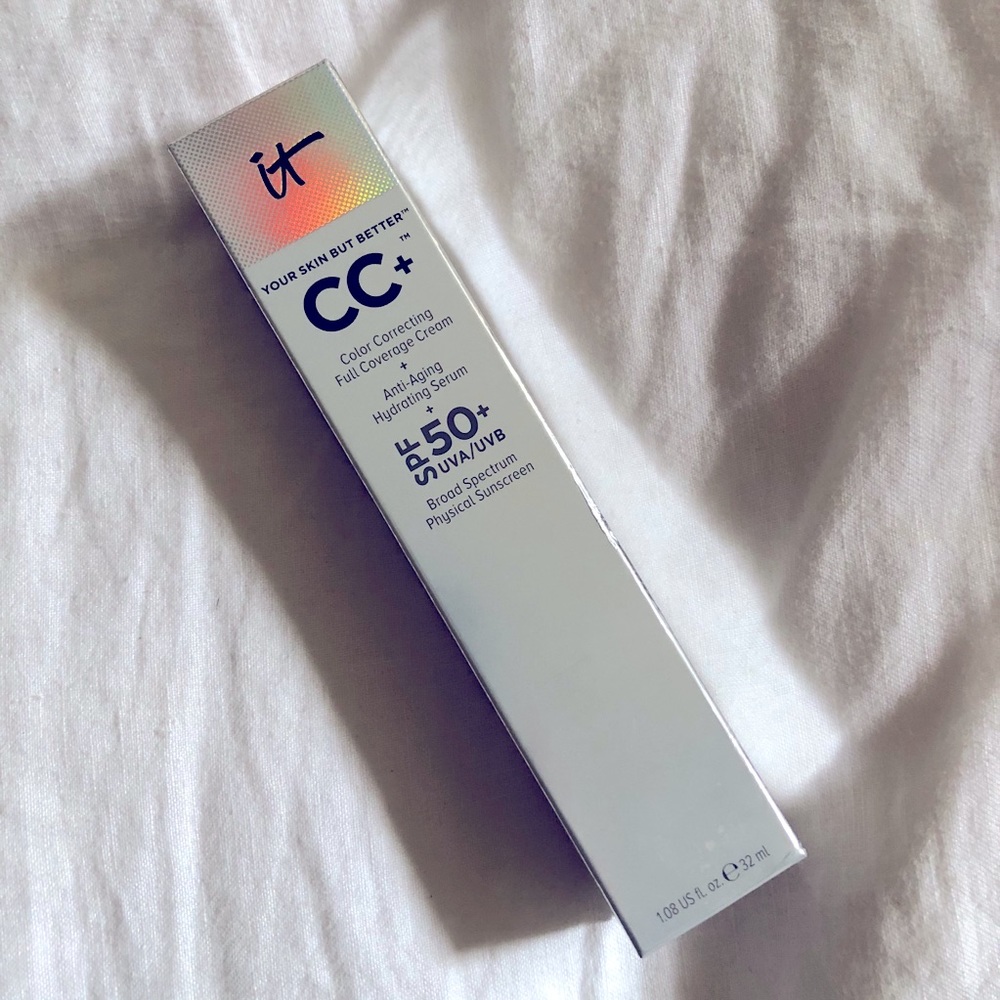 it
YOUR SKIN BUT BETTER™
CC+™
Color Correcting
Full Coverage Cream
+
Anti-Aging
Hydrating Serum
+
SPF 50+
UVA/UVB
Broad Spectrum
Physical Sunscreen
1.08 US fl. oz. ℮ 32 ml